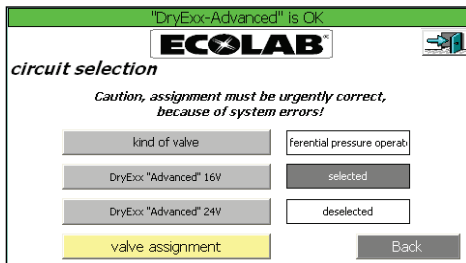 "DryExx-Advanced" is OK
ECOLAB®
circuit selection
Caution, assignment must be urgently correct,
because of system errors!
kind of valve
ferential pressure operat
DryExx "Advanced" 16V
selected
DryExx "Advanced" 24V
deselected
valve assignment
Back